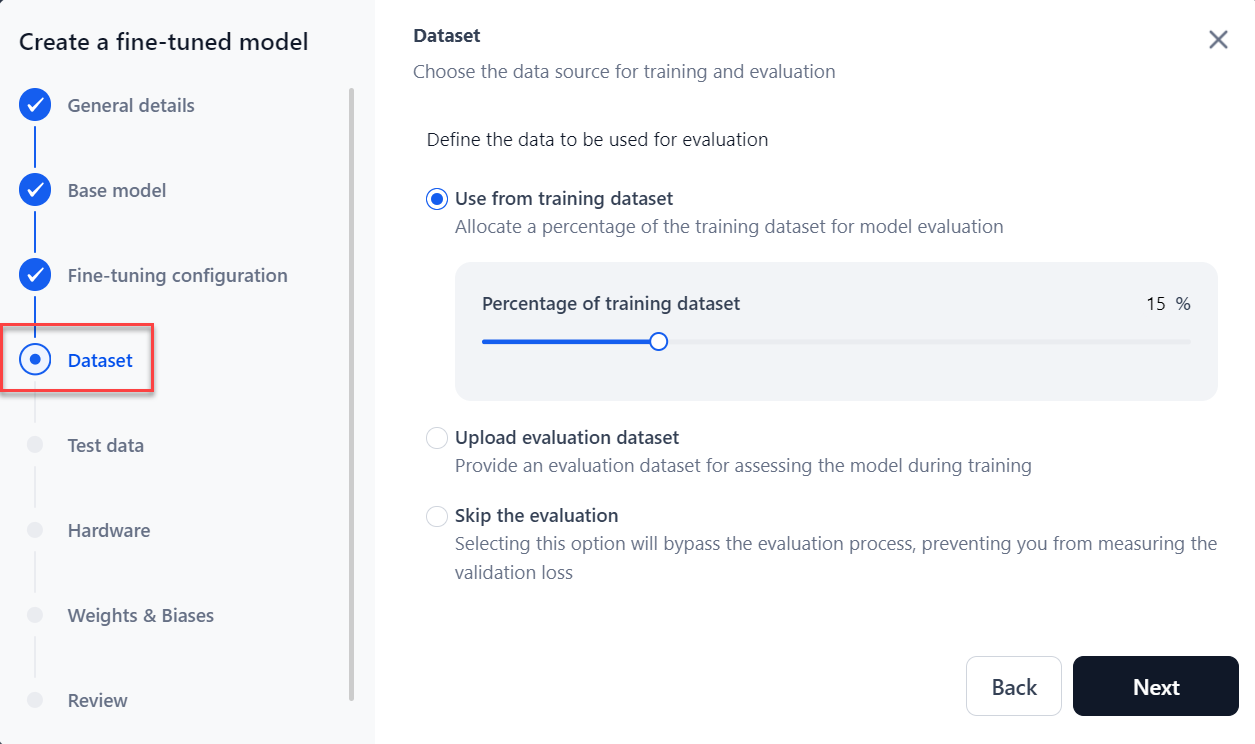 Create a fine-tuned model
General details
Base model
Fine-tuning configuration
Dataset
Test data
Hardware
Weights & Biases
Review
Dataset
Choose the data source for training and evaluation
Define the data to be used for evaluation
Use from training dataset
Allocate a percentage of the training dataset for model evaluation
Percentage of training dataset 15 %
Upload evaluation dataset
Provide an evaluation dataset for assessing the model during training
Skip the evaluation
Selecting this option will bypass the evaluation process, preventing you from measuring the
validation loss
Back Next